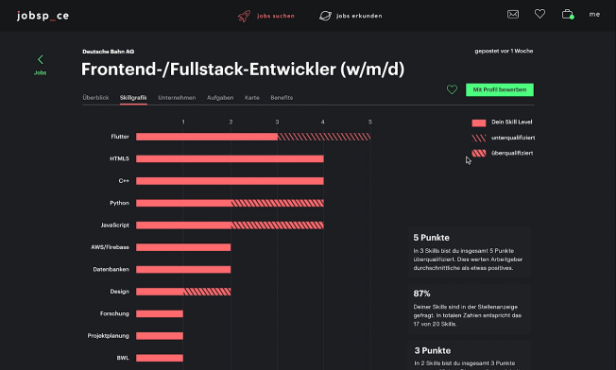 jobsp_ce
jobs suchen
jobs erkunden
me
Jobs
Deutsche Bahn AG
gepostet vor 1 Woche
Frontend-/Fullstack-Entwickler (w/m/d)
Mit Profil bewerben
Überblick
Skillgrafik
Unternehmen
Aufgaben
Karte
Benefits
1 2 3 4 5
Flutter
HTML5
C++
Python
JavaScript
AWS/Firebase
Datenbanken
Design
Forschung
Projektplanung
BWL
Dein Skill Level
unterqualifiziert
überqualifiziert
5 Punkte
In 3 Skills bist du insgesamt 5 Punkte
überqualifiziert. Dies werten Arbeitgeber
durchschnittliche als etwas positives.
87%
Deiner Skills sind in der Stellenanzeige
gefragt. In totalen Zahlen entspricht das
17 von 20 Skills.
3 Punkte
In 2 Skills bist du insgesamt 3 Punkte